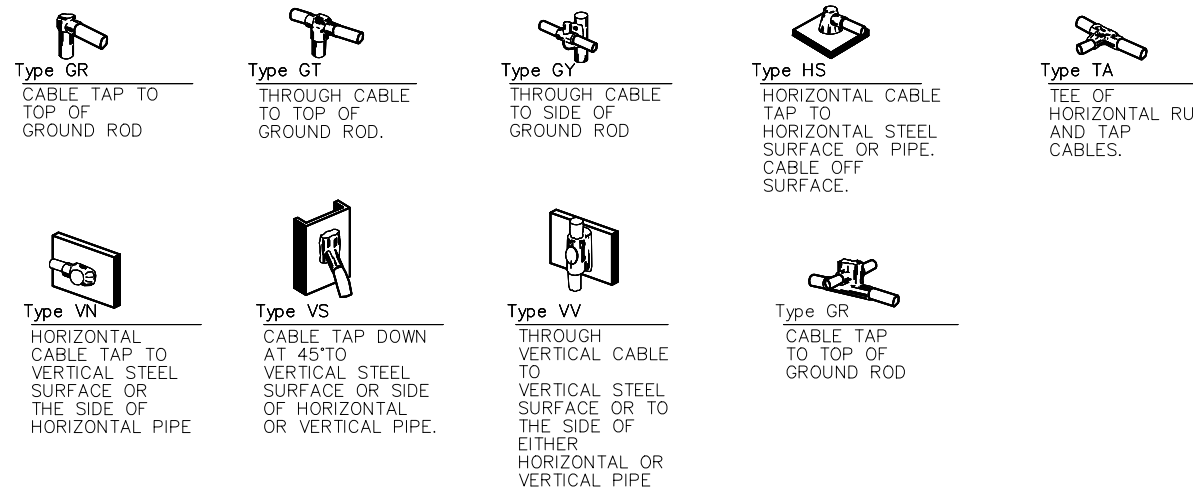 Type GR
CABLE TAP TO
TOP OF
GROUND ROD
Type GT
THROUGH CABLE
TO TOP OF
GROUND ROD.
Type GY
THROUGH CABLE
TO SIDE OF
GROUND ROD
Type HS
HORIZONTAL CABLE
TAP TO
HORIZONTAL STEEL
SURFACE OR PIPE.
CABLE OFF
SURFACE.
Type TA
TEE OF
HORIZONTAL RU
AND TAP
CABLES.
Type VN
HORIZONTAL
CABLE TAP TO
VERTICAL STEEL
SURFACE OR
THE SIDE OF
HORIZONTAL PIPE
Type VS
CABLE TAP DOWN
AT 45°TO
VERTICAL STEEL
SURFACE OR SIDE
OF HORIZONTAL
OR VERTICAL PIPE.
Type VV
THROUGH
VERTICAL CABLE
TO
VERTICAL STEEL
SURFACE OR TO
THE SIDE OF
EITHER
HORIZONTAL OR
VERTICAL PIPE
Type GR
CABLE TAP
TO TOP OF
GROUND ROD